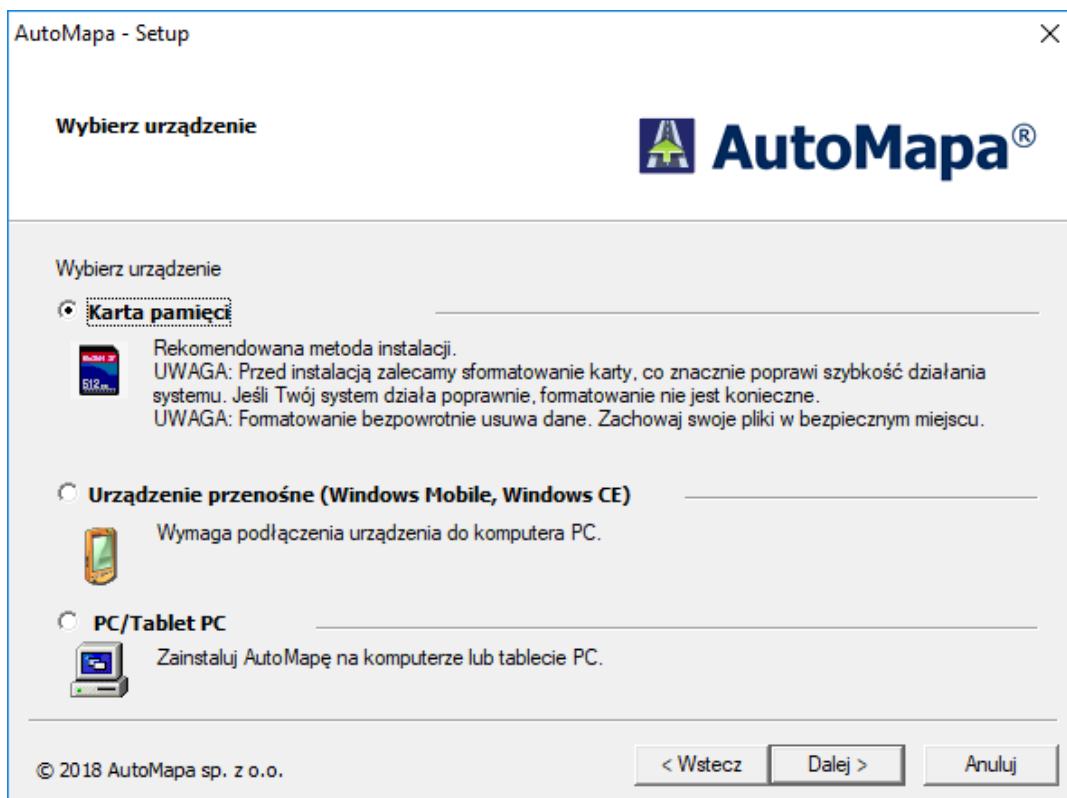 AutoMapa - Setup
Wybierz urządzenie
AutoMapa®
Wybierz urządzenie
Karta pamięci
512
Rekomendowana metoda instalacji.
UWAGA: Przed instalacją zalecamy sformatowanie karty, co znacznie poprawi szybkość działania
systemu. Jeśli Twój system działa poprawnie, formatowanie nie jest konieczne.
UWAGA: Formatowanie bezpowrotnie usuwa dane. Zachowaj swoje pliki w bezpiecznym miejscu.
Urządzenie przenośne (Windows Mobile, Windows CE)
Wymaga podłączenia urządzenia do komputera PC.
PC/Tablet PC
Zainstaluj AutoMapę na komputerze lub tablecie PC.
© 2018 AutoMapa sp. z o.o.
< Wstecz
Dalej >
Anuluj